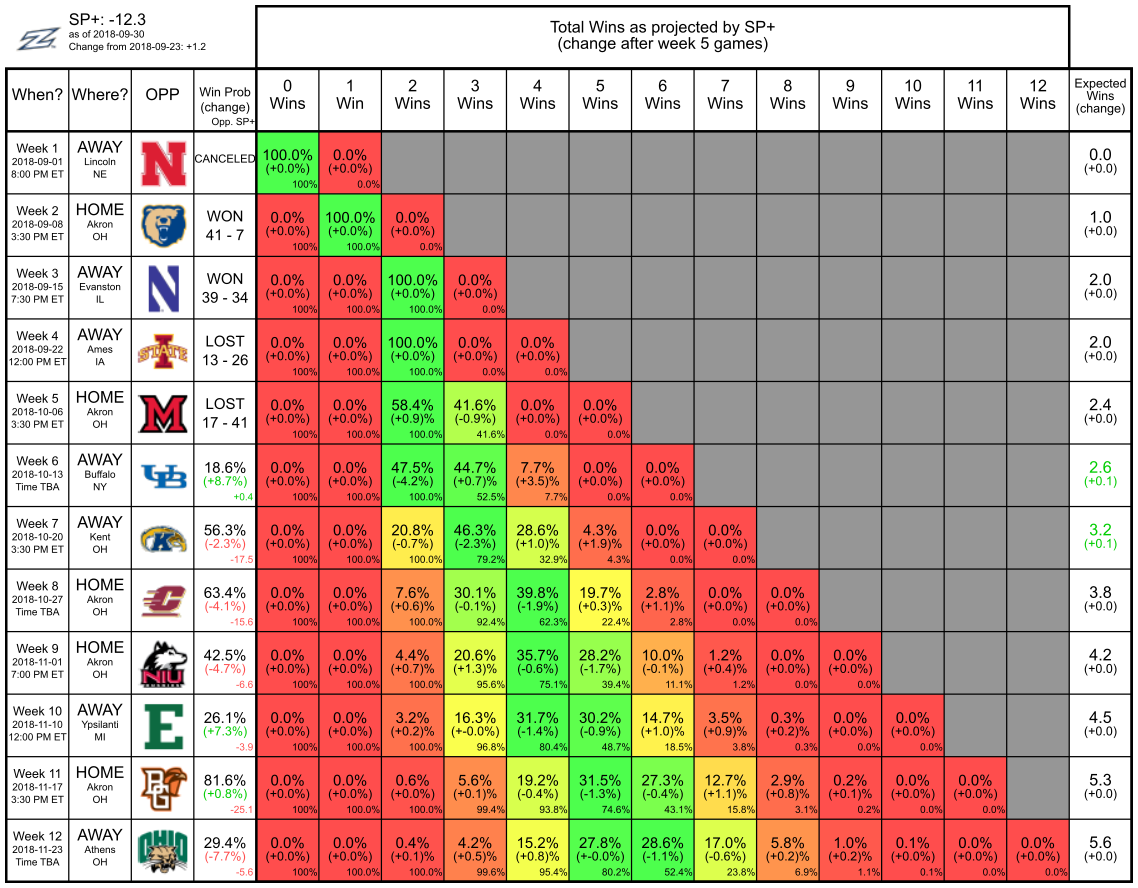 SP+: -12.3
as of 2018-09-30
Change from 2018-09-23: +1.2
Total Wins as projected by SP+
(change after week 5 games)
When? Where? OPP Win Prob (change) Opp. SP+ 0 Wins 1 Win 2 Wins 3 Wins 4 Wins 5 Wins 6 Wins 7 Wins 8 Wins 9 Wins 10 Wins 11 Wins 12 Wins Expected Wins (change)
Week 1 AWAY N CANCELED 100.0% 0.0% 0.0
2018-09-01 Lincoln (+0.0%) (+0.0%) (+0.0)
8:00 PM ET NE 100% 0.0%
Week 2 HOME WON 0.0% 100.0% 0.0% 1.0
2018-09-08 Akron 41 - 7 (+0.0%) (+0.0%) (+0.0%) (+0.0)
3:30 PM ET OH 100% 100.0% 0.0%
Week 3 AWAY N WON 0.0% 0.0% 100.0% 0.0% 2.0
2018-09-15 Evanston 39 - 34 (+0.0%) (+0.0%) (+0.0%) (+0.0%) (+0.0)
7:30 PM ET IL 100% 100.0% 100.0% 0.0%
Week 4 AWAY I STATE LOST 0.0% 0.0% 100.0% 0.0% 0.0% 2.0
2018-09-22 Ames 13 - 26 (+0.0%) (+0.0%) (+0.0%) (+0.0%) (+0.0%) (+0.0)
12:00 PM ET IA 100% 100.0% 100.0% 0.0% 0.0%
Week 5 HOME M LOST 0.0% 0.0% 58.4% 41.6% 0.0% 0.0% 2.4
2018-10-06 Akron 17 - 41 (+0.0%) (+0.0%) (+0.9)% (-0.9%) (+0.0%) (+0.0%) (+0.0)
3:30 PM ET OH 100% 100.0% 100.0% 41.6% 0.0% 0.0%
Week 6 AWAY UB 18.6% 0.0% 0.0% 47.5% 44.7% 7.7% 0.0% 0.0% 2.6
2018-10-13 Buffalo (+8.7%) (+0.0%) (+0.0%) (-4.2%) (+0.7)% (+3.5)% (+0.0%) (+0.0%) (+0.1)
Time TBA NY +0.4 100% 100.0% 100.0% 52.5% 7.7% 0.0% 0.0%
Week 7 AWAY K 56.3% 0.0% 0.0% 20.8% 46.3% 28.6% 4.3% 0.0% 0.0% 3.2
2018-10-20 Kent (-2.3%) (+0.0%) (+0.0%) (-0.7%) (-2.3%) (+1.0)% (+1.9)% (+0.0%) (+0.0%) (+0.1)
3:30 PM ET OH -17.5 100% 100.0% 100.0% 79.2% 32.9% 4.3% 0.0% 0.0%
Week 8 HOME C 63.4% 0.0% 0.0% 7.6% 30.1% 39.8% 19.7% 2.8% 0.0% 0.0% 3.8
2018-10-27 Akron (-4.1%) (+0.0%) (+0.0%) (+0.6)% (-0.1%) (-1.9%) (+0.3)% (+1.1)% (+0.0%) (+0.0%) (+0.0)
Time TBA OH -15.6 100% 100.0% 100.0% 92.4% 62.3% 22.4% 2.8% 0.0% 0.0%
Week 9 HOME NIU 42.5% 0.0% 0.0% 4.4% 20.6% 35.7% 28.2% 10.0% 1.2% 0.0% 0.0% 4.2
2018-11-01 Akron (-4.7%) (+0.0%) (+0.0%) (+0.7)% (+1.3)% (-0.6%) (-1.7%) (-0.1%) (+0.4)% (+0.0%) (+0.0%) (+0.0)
7:00 PM ET OH -6.6 100% 100.0% 100.0% 95.6% 75.1% 39.4% 11.1% 1.2% 0.0% 0.0%
Week 10 AWAY E 26.1% 0.0% 0.0% 3.2% 16.3% 31.7% 30.2% 14.7% 3.5% 0.3% 0.0% 0.0% 4.5
2018-11-10 Ypsilanti (+7.3%) (+0.0%) (+0.0%) (+0.2)% (+-0.0%) (-1.4%) (-0.9%) (+1.0)% (+0.9)% (+0.2)% (+0.0%) (+0.0%) (+0.0)
12:00 PM ET MI -3.9 100% 100.0% 100.0% 96.8% 80.4% 48.7% 18.5% 3.8% 0.3% 0.0% 0.0%
Week 11 HOME BG 81.6% 0.0% 0.0% 0.6% 5.6% 19.2% 31.5% 27.3% 12.7% 2.9% 0.2% 0.0% 0.0% 5.3
2018-11-17 Akron (+0.8%) (+0.0%) (+0.0%) (+0.0%) (+0.1)% (-0.4%) (-1.3%) (-0.4%) (+1.1)% (+0.8)% (+0.1)% (+0.0%) (+0.0%) (+0.0)
3:30 PM ET OH -25.1 100% 100.0% 100.0% 99.4% 93.8% 74.6% 43.1% 15.8% 3.1% 0.2% 0.0% 0.0%
Week 12 AWAY OHIO 29.4% 0.0% 0.0% 0.4% 4.2% 15.2% 27.8% 28.6% 17.0% 5.8% 1.0% 0.1% 0.0% 0.0% 5.6
2018-11-23 Athens (-7.7%) (+0.0%) (+0.0%) (+0.1)% (+0.5)% (+0.8)% (+-0.0%) (-1.1%) (-0.6%) (+0.2)% (+0.2)% (+0.0%) (+0.0%) (+0.0%) (+0.0)
Time TBA OH -5.6 100% 100.0% 100.0% 99.6% 95.4% 80.2% 52.4% 23.8% 6.9% 1.1% 0.1% 0.0% 0.0%